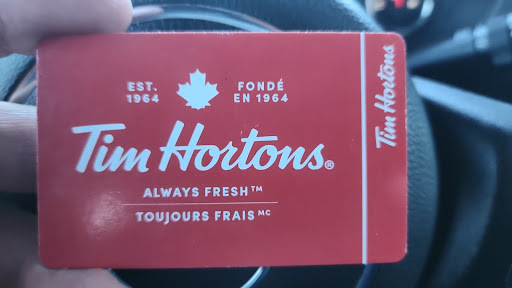 EST.
1964
FONDÉ
EN 1964
Tim Hortons®
ALWAYS FRESH™
TOUJOURS FRAIS MC
Tim Hortons.